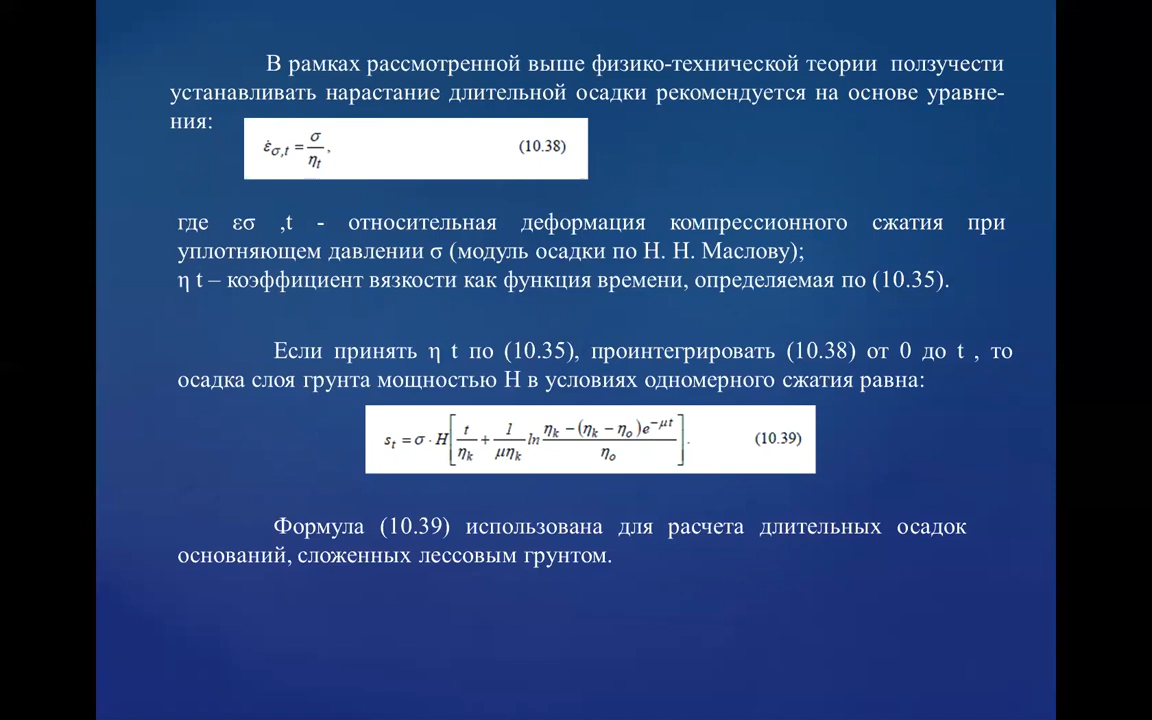 В рамках рассмотренной выше физико-технической теории ползучести
устанавливать нарастание длительной осадки рекомендуется на основе уравне-
ния:
ε̇σ,t = σ/ηt, (10.38)
где εσ ,t - относительная деформация компрессионного сжатия при
уплотняющем давлении σ (модуль осадки по Н. Н. Маслову);
η t – коэффициент вязкости как функция времени, определяемая по (10.35).
Если принять η t по (10.35), проинтегрировать (10.38) от 0 до t , то
осадка слоя грунта мощностью Н в условиях одномерного сжатия равна:
st = σ · H[t/ηk + 1/μηk ln (ηk – (ηk – ηo)e^–μt)/ηo]. (10.39)
Формула (10.39) использована для расчета длительных осадок
оснований, сложенных лессовым грунтом.